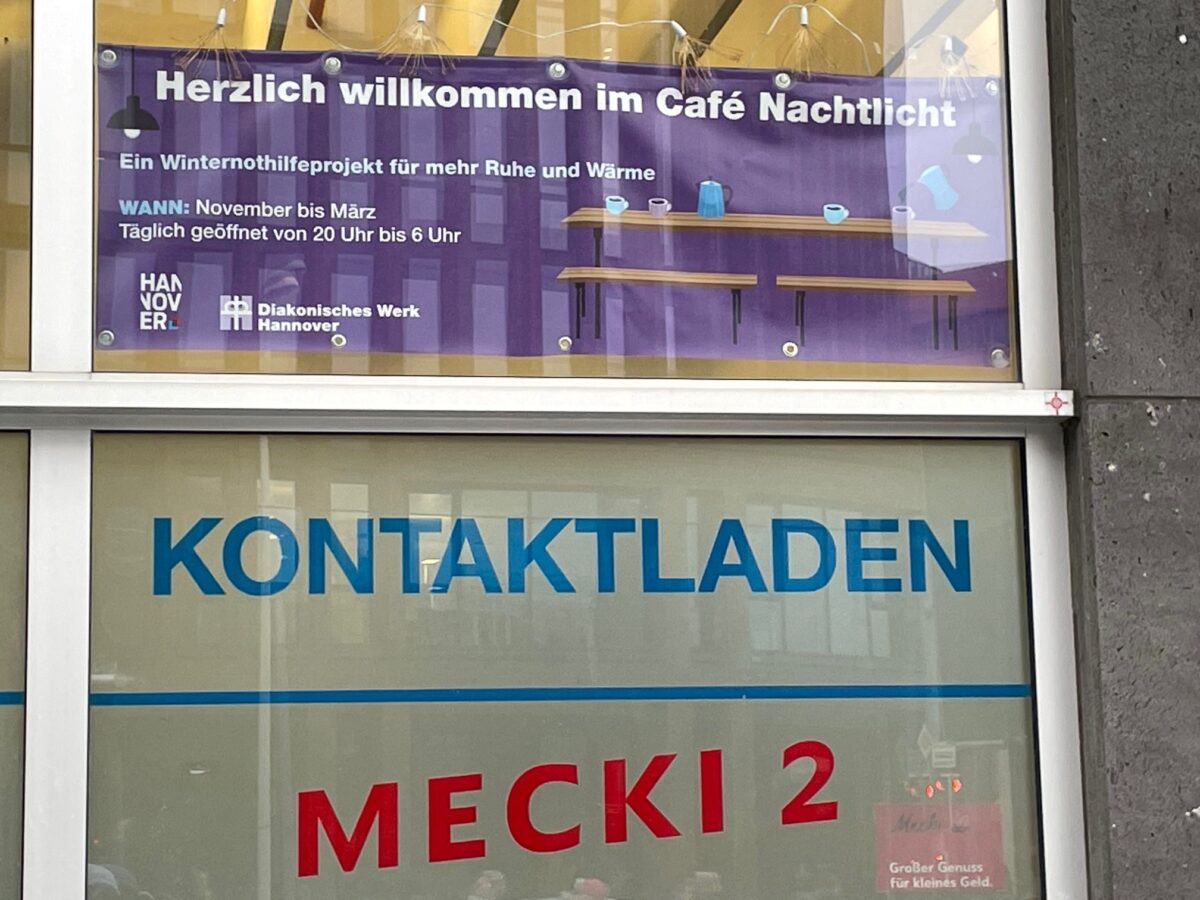 Herzlich willkommen im Café Nachtlicht
Ein Winternothilfeprojekt für mehr Ruhe und Wärme
WANN: November bis März
Täglich geöffnet von 20 Uhr bis 6 Uhr
HAN
NOV
ER
Diakonisches Werk
Hannover
KONTAKTLADEN
MECKI 2
Mecki
Großer Genuss
für kleines Geld.